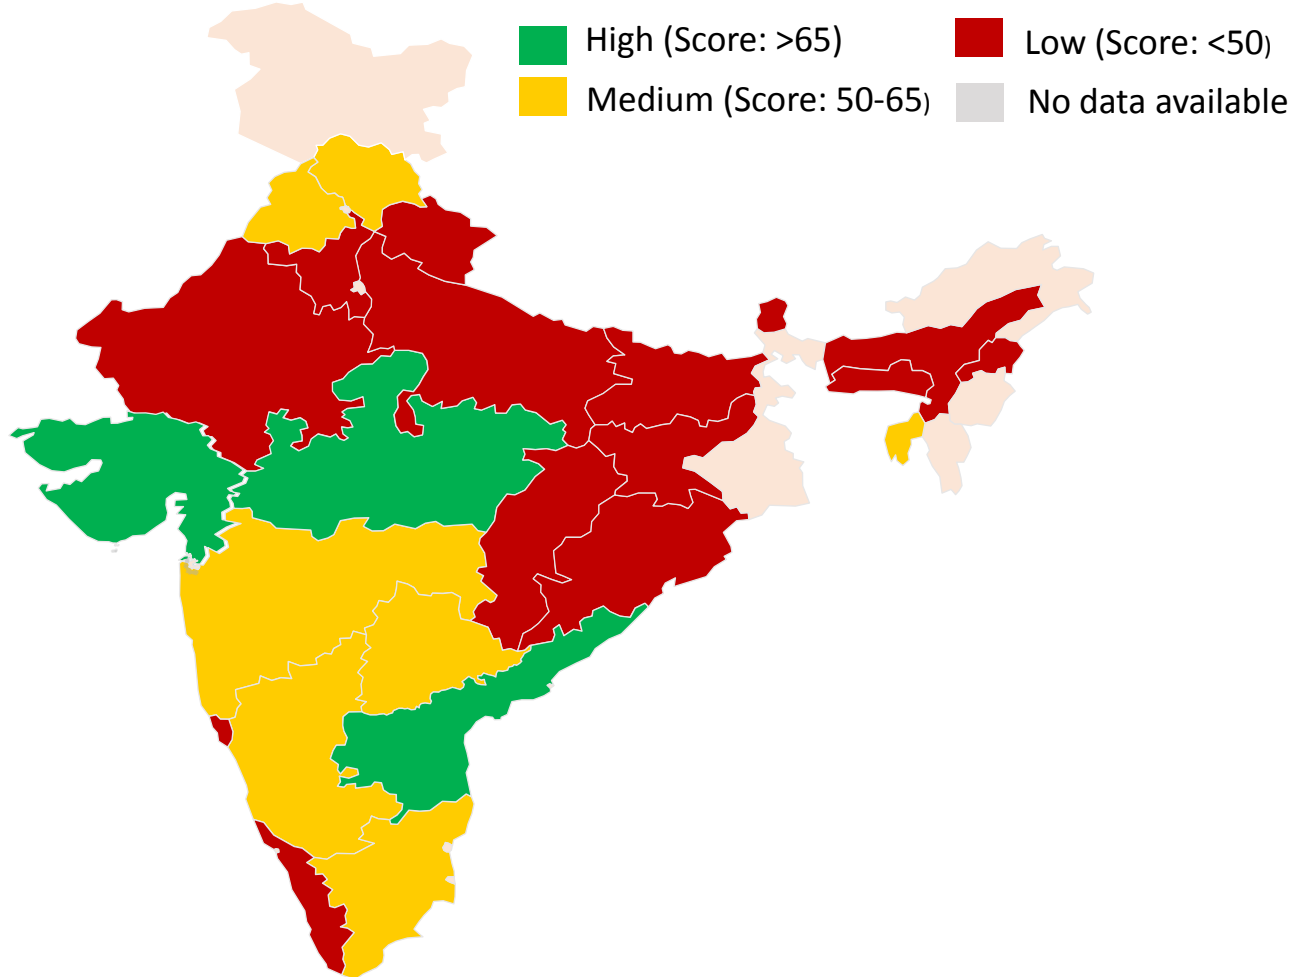 High (Score: >65)
Low (Score: <50)
Medium (Score: 50-65)
No data available